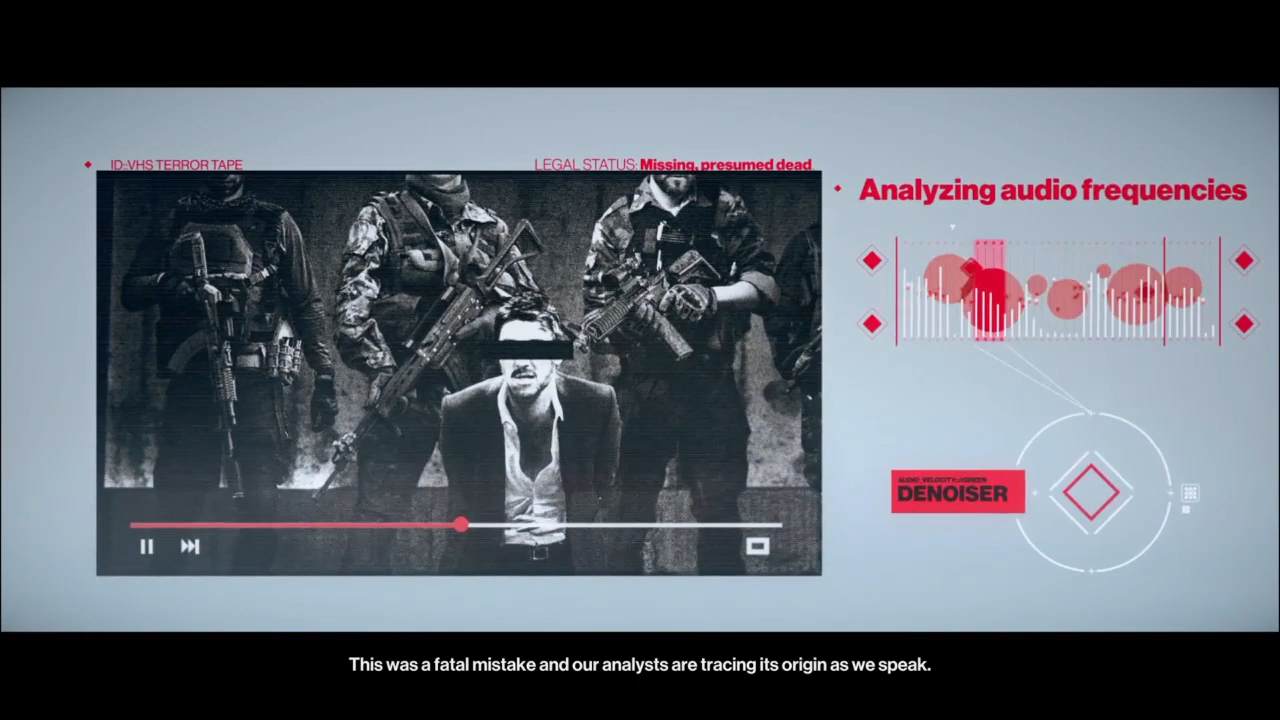 ID::VHS TERROR TAPE
LEGAL STATUS: Missing, presumed dead
Analyzing audio frequencies
DENOISER
This was a fatal mistake and our analysts are tracing its origin as we speak.